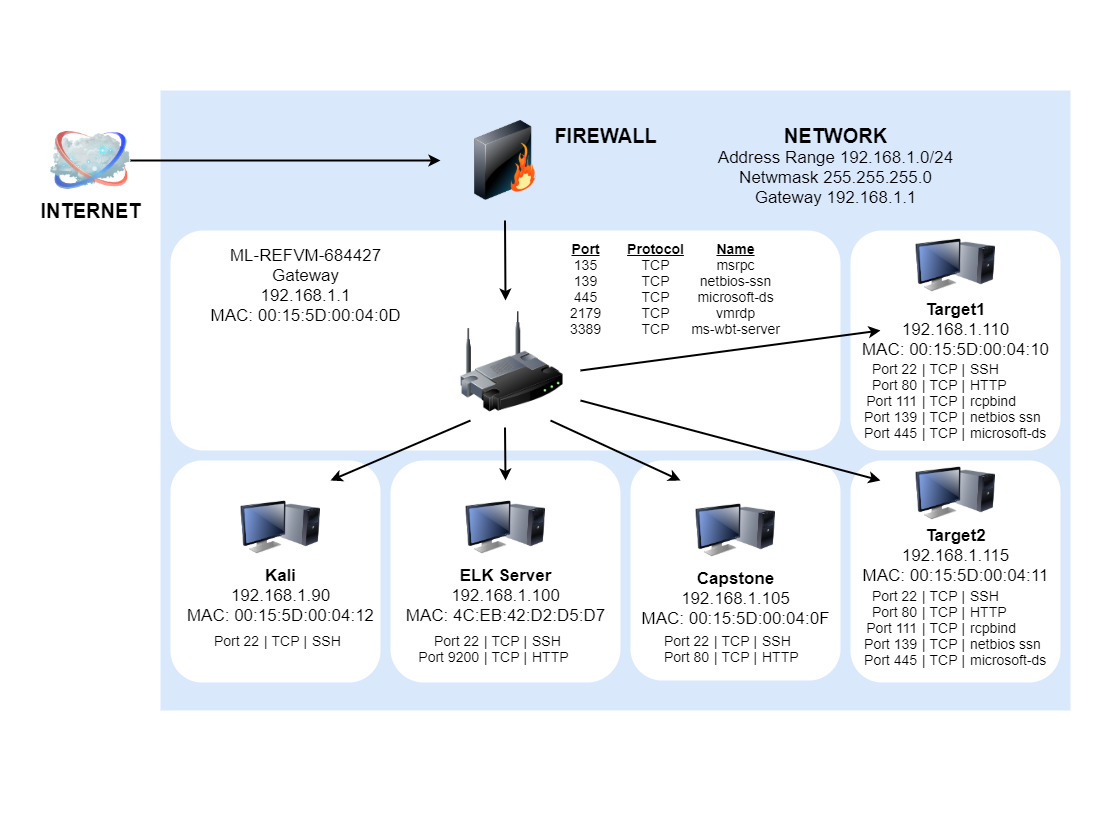 INTERNET
FIREWALL
NETWORK
Address Range 192.168.1.0/24
Netwmask 255.255.255.0
Gateway 192.168.1.1
ML-REFVM-684427
Gateway
192.168.1.1
MAC: 00:15:5D:00:04:0D
Port Protocol Name
135 TCP msrpc
139 TCP netbios-ssn
445 TCP microsoft-ds
2179 TCP vmrdp
3389 TCP ms-wbt-server
Target1
192.168.1.110
MAC: 00:15:5D:00:04:10
Port 22 | TCP | SSH
Port 80 | TCP | HTTP
Port 111 | TCP | rcpbind
Port 139 | TCP | netbios ssn
Port 445 | TCP | microsoft-ds
Kali
192.168.1.90
MAC: 00:15:5D:00:04:12
Port 22 | TCP | SSH
ELK Server
192.168.1.100
MAC: 4C:EB:42:D2:D5:D7
Port 22 | TCP | SSH
Port 9200 | TCP | HTTP
Capstone
192.168.1.105
MAC: 00:15:5D:00:04:0F
Port 22 | TCP | SSH
Port 80 | TCP | HTTP
Target2
192.168.1.115
MAC: 00:15:5D:00:04:11
Port 22 | TCP | SSH
Port 80 | TCP | HTTP
Port 111 | TCP | rcpbind
Port 139 | TCP | netbios ssn
Port 445 | TCP | microsoft-ds